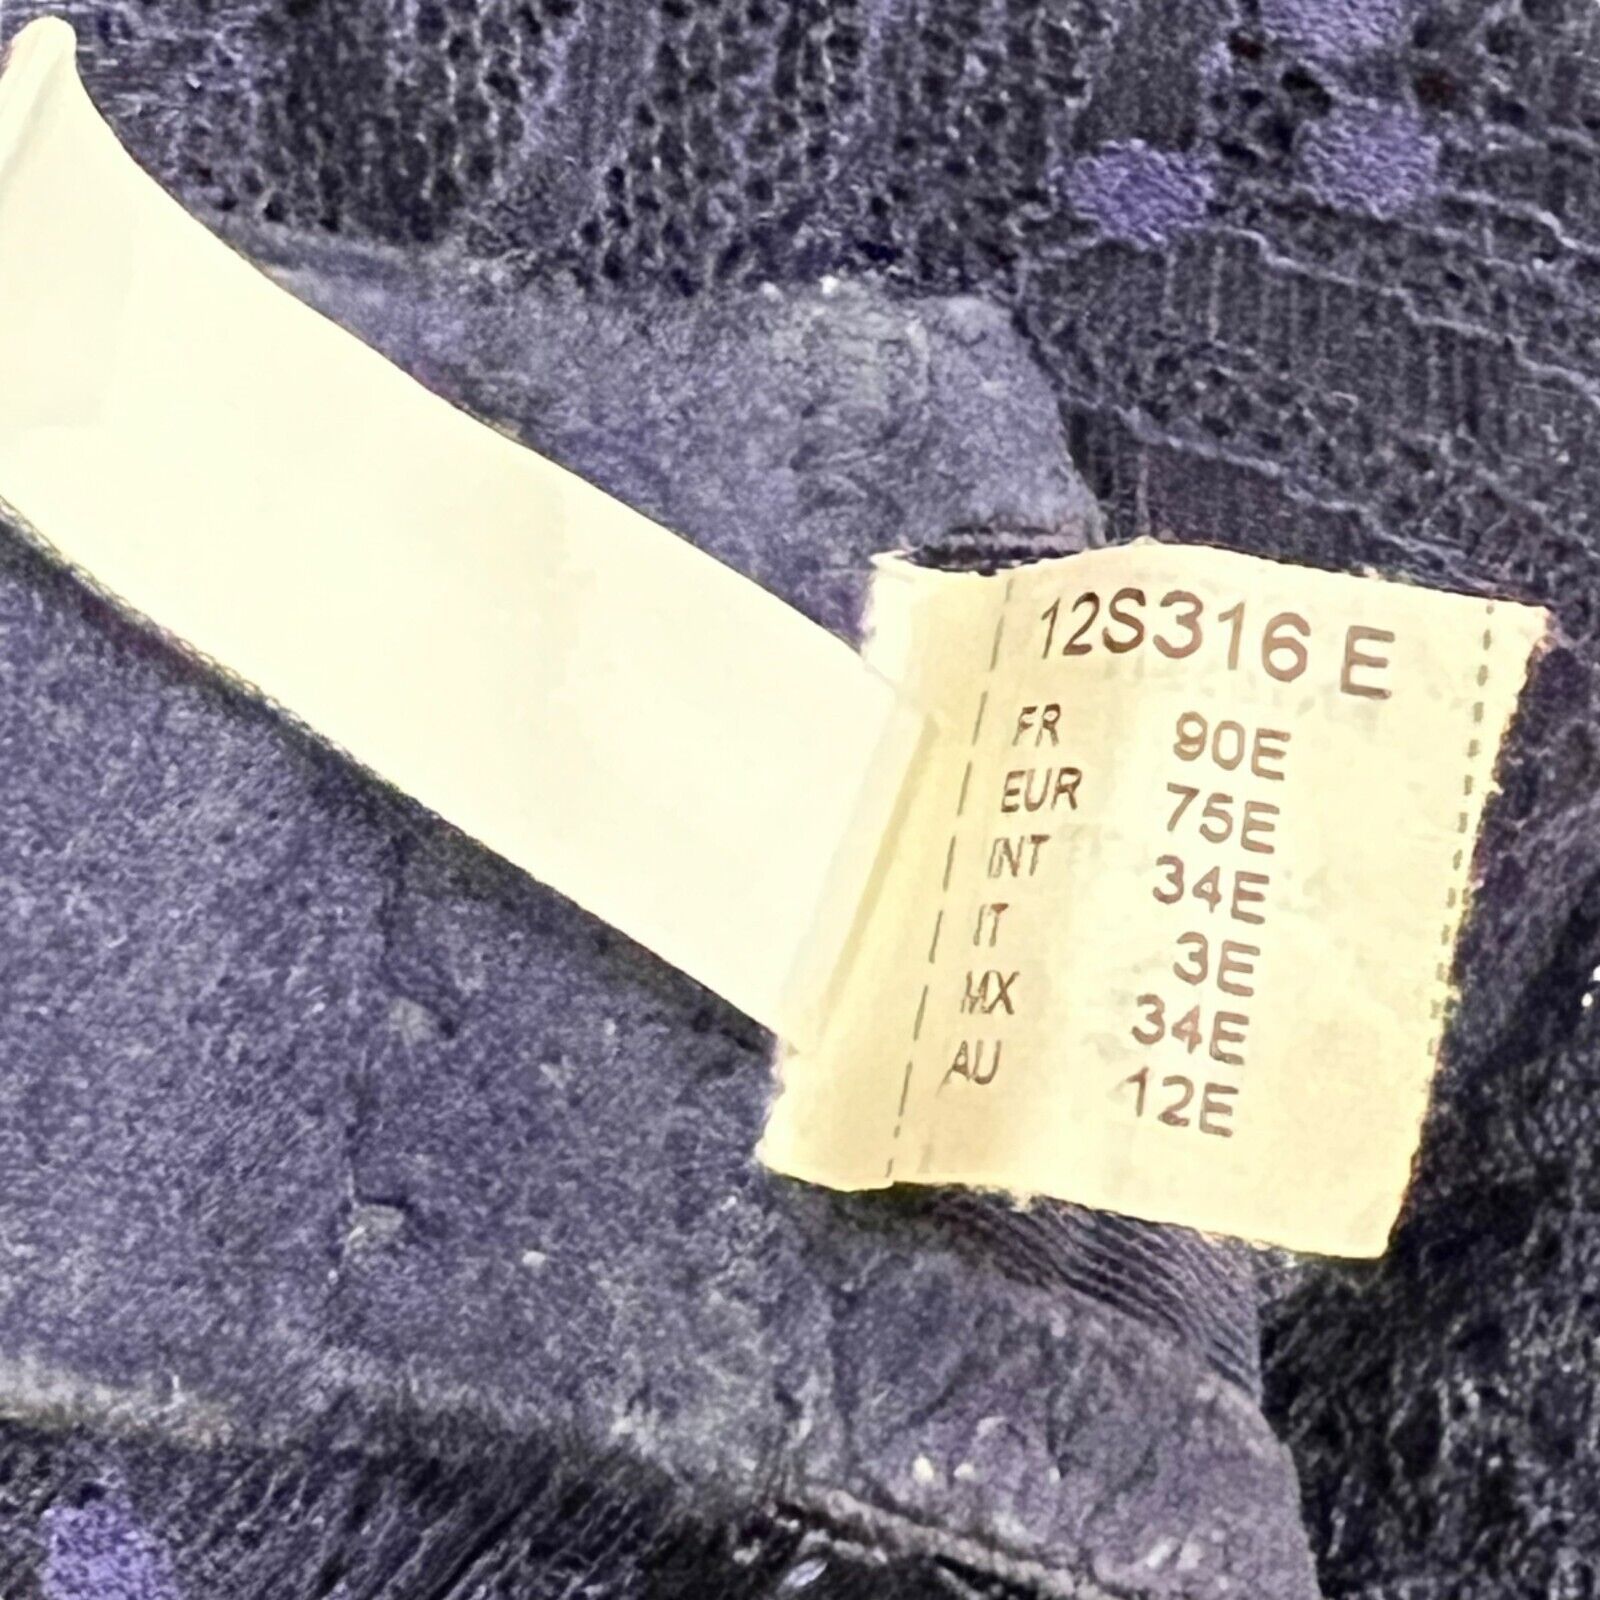 12S316 E
FR 90E
EUR 75E
INT 34E
IT 3E
MX 34E
AU 12E